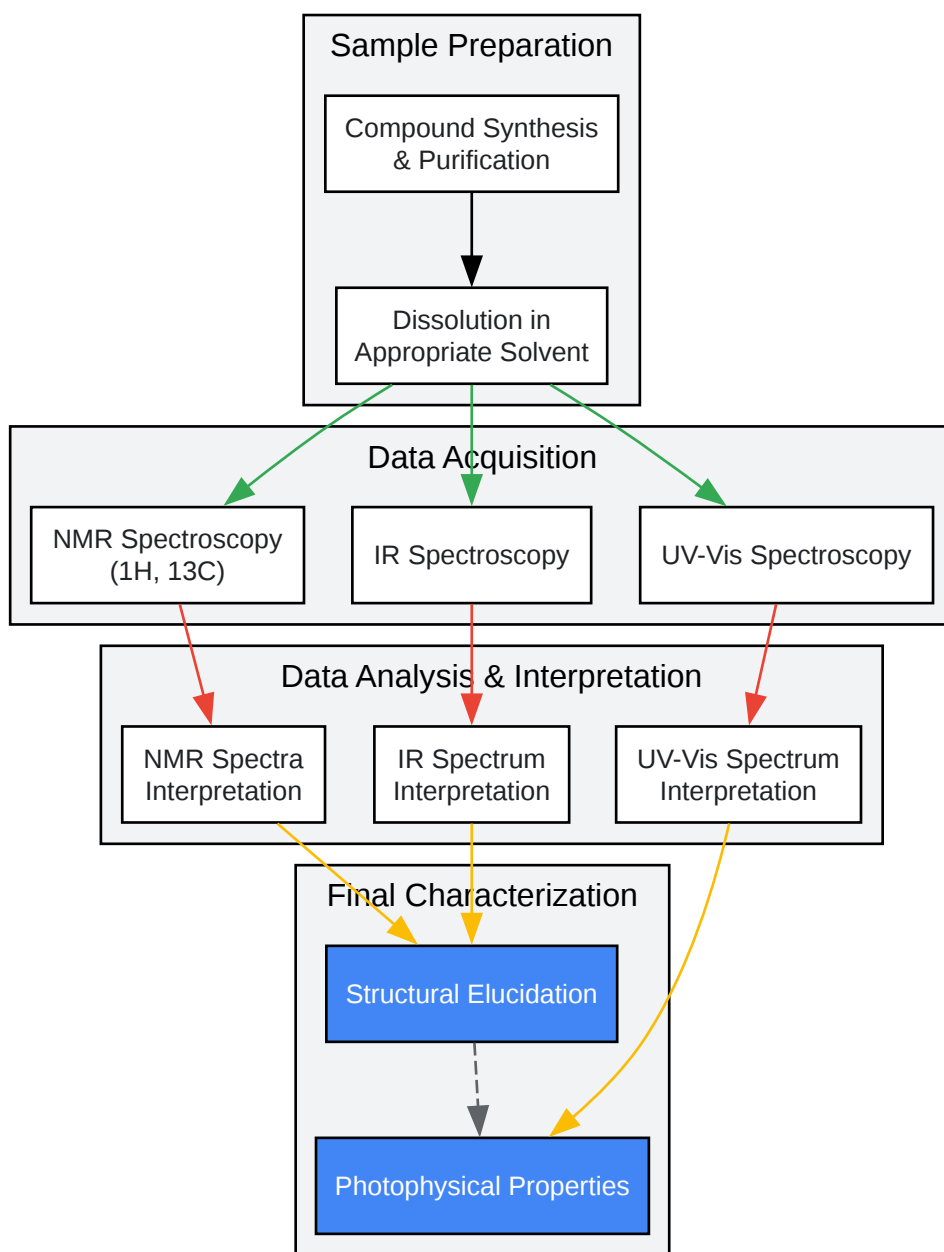 Sample Preparation
Compound Synthesis
& Purification
Dissolution in
Appropriate Solvent
Data Acquisition
NMR Spectroscopy
(1H, 13C)
IR Spectroscopy
UV-Vis Spectroscopy
Data Analysis & Interpretation
NMR Spectra
Interpretation
IR Spectrum
Interpretation
UV-Vis Spectrum
Interpretation
Final Characterization
Structural Elucidation
Photophysical Properties